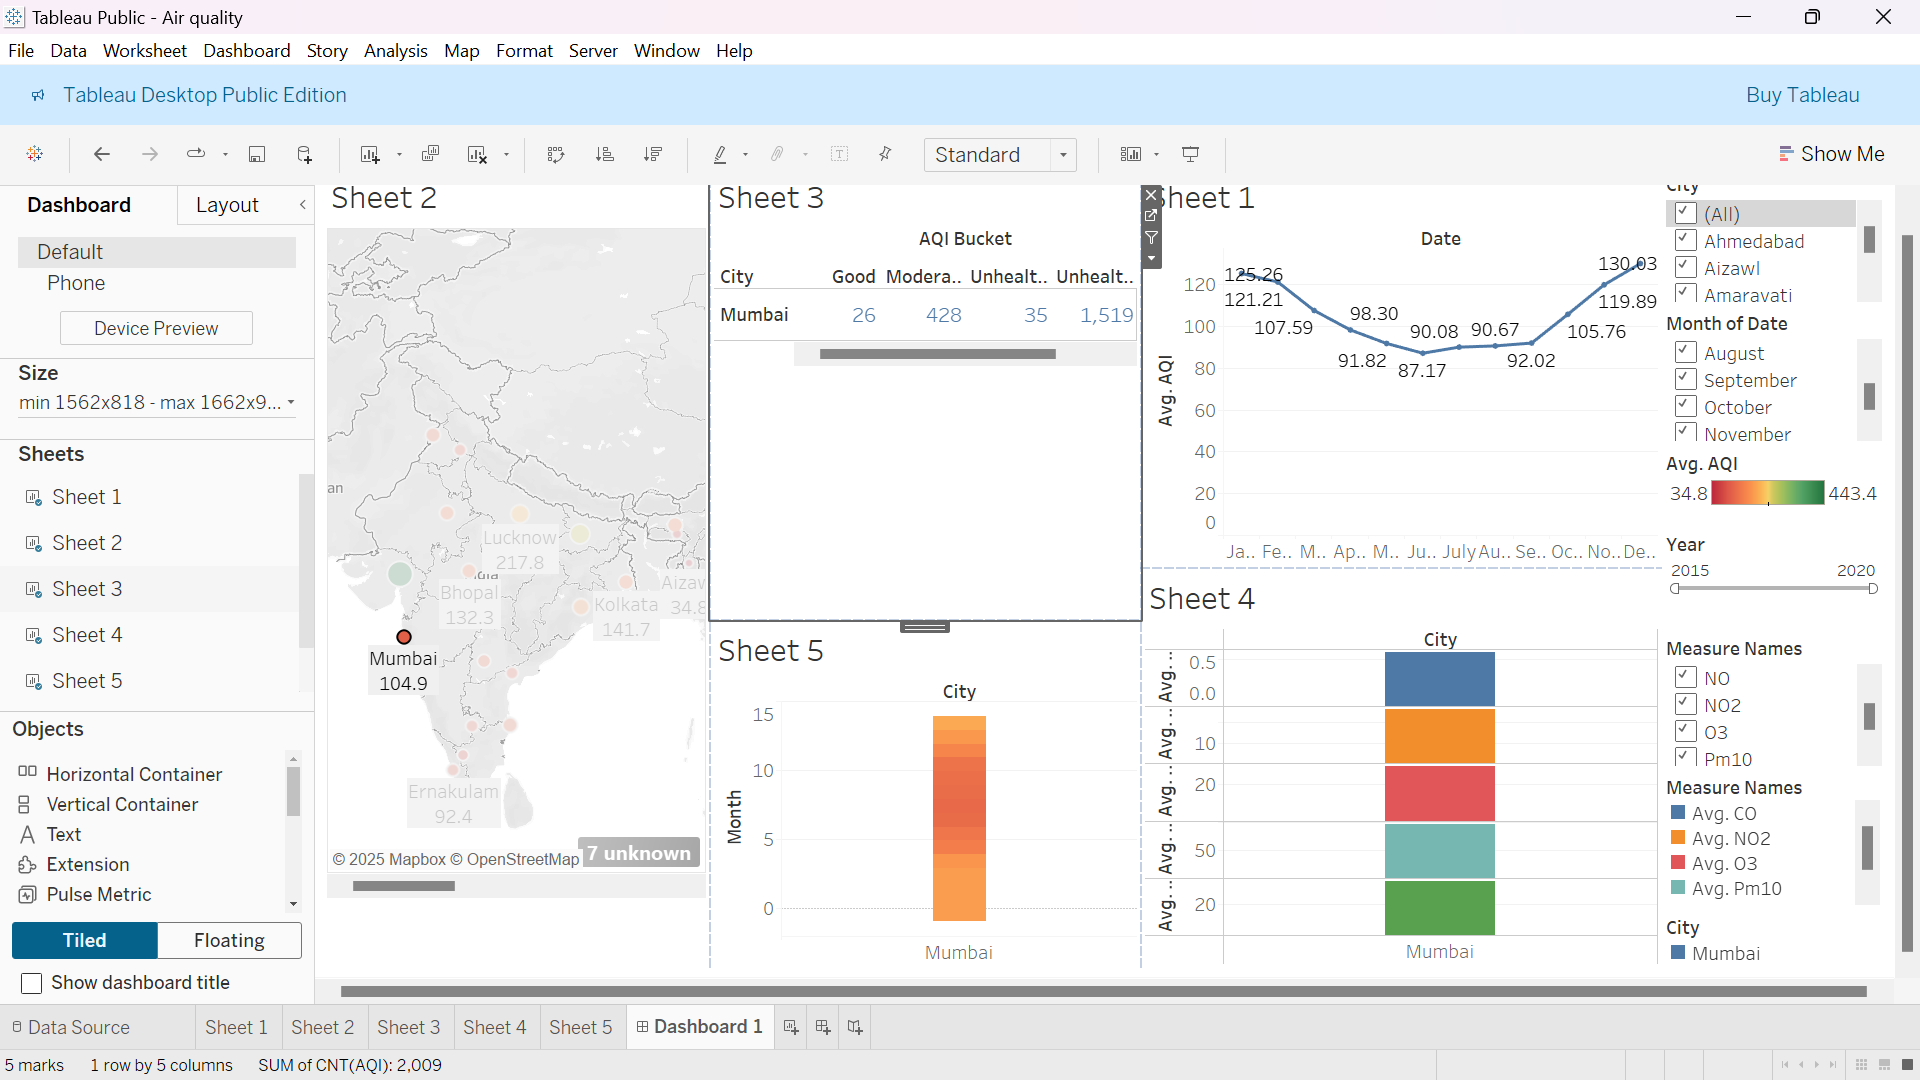 Tableau Public - Air quality
File Data Worksheet Dashboard Story Analysis Map Format Server Window Help
Tableau Desktop Public Edition
Buy Tableau
Standard
Show Me
Dashboard
Layout
Default
Phone
Device Preview
Size
min 1562x818 - max 1662x9...
Sheets
Sheet 1
Sheet 2
Sheet 3
Sheet 4
Sheet 5
Objects
Horizontal Container
Vertical Container
Text
Extension
Pulse Metric
Tiled
Floating
Show dashboard title
Sheet 2
an
Lucknow
217.8
Bhopal
132.3
Kolkata
141.7
Aizaw
34.8
Mumbai
104.9
Ernakulam
92.4
© 2025 Mapbox © OpenStreetMap
7 unknown
Sheet 3
AQI Bucket
City Good Modera.. Unhealt.. Unhealt..
Mumbai 26 428 35 1,519
Sheet 5
City
Month
15
10
5
0
Mumbai
Sheet 1
Date
Avg. AQI
120
100
80
60
40
20
0
125.26
121.21
107.59
98.30
91.82
87.17
90.08
90.67
92.02
105.76
119.89
130.03
Ja.. Fe.. M.. Ap.. M.. Ju.. July Au.. Se.. Oc.. No.. De..
Sheet 4
City
Avg. .. 0.5
0.0
Avg. .. 10
Avg. .. 20
Avg. .. 50
Avg. .. 20
Mumbai
City
(All)
Ahmedabad
Aizawl
Amaravati
Month of Date
August
September
October
November
Avg. AQI
34.8 443.4
Year
2015 2020
Measure Names
NO
NO2
O3
Pm10
Measure Names
Avg. CO
Avg. NO2
Avg. O3
Avg. Pm10
City
Mumbai
Data Source Sheet 1 Sheet 2 Sheet 3 Sheet 4 Sheet 5 Dashboard 1
5 marks 1 row by 5 columns SUM of CNT(AQI): 2,009